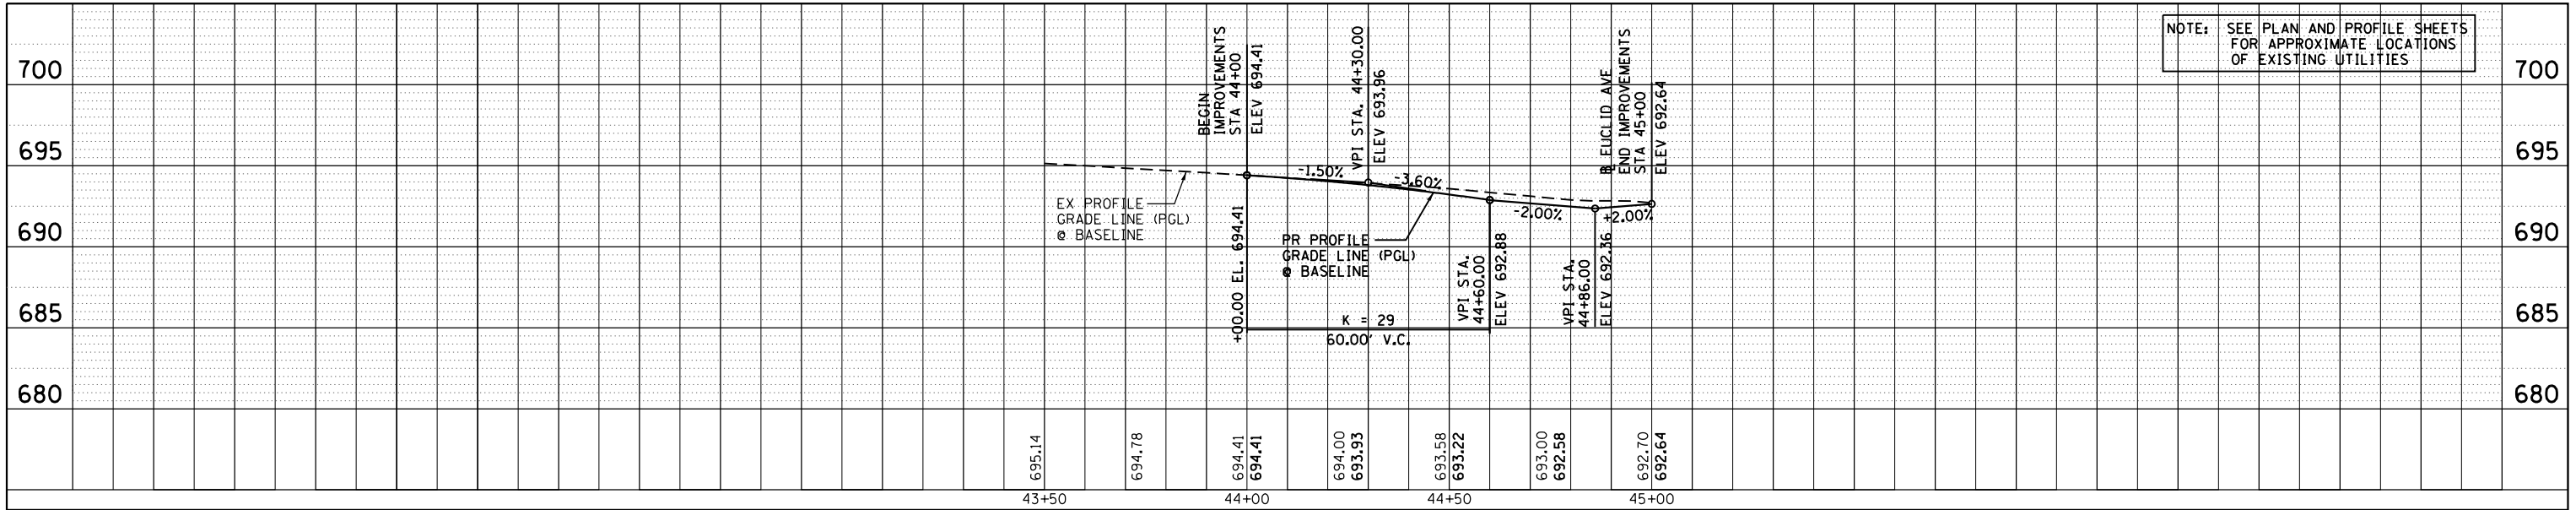 NOTE: SEE PLAN AND PROFILE SHEETS
FOR APPROXIMATE LOCATIONS
OF EXISTING UTILITIES
700
700
695
695
690
690
685
685
680
680
BEGIN
IMPROVEMENTS
STA 44+00
ELEV 694.41
VPI STA. 44+30.00
ELEV 693.96
BL EUCLID AVE
END IMPROVEMENTS
STA 45+00
ELEV 692.64
-1.50%
-3.60%
-2.00%
+2.00%
EX PROFILE
GRADE LINE (PGL)
@ BASELINE
PR PROFILE
GRADE LINE (PGL)
@ BASELINE
+00.00 EL. 694.41
VPI STA.
44+60.00
ELEV 692.88
VPI STA.
44+86.00
ELEV 692.36
K = 29
60.00' V.C.
695.14
694.78
694.41
694.41
694.00
693.93
693.58
693.22
693.00
692.58
692.70
692.64
43+50
44+00
44+50
45+00